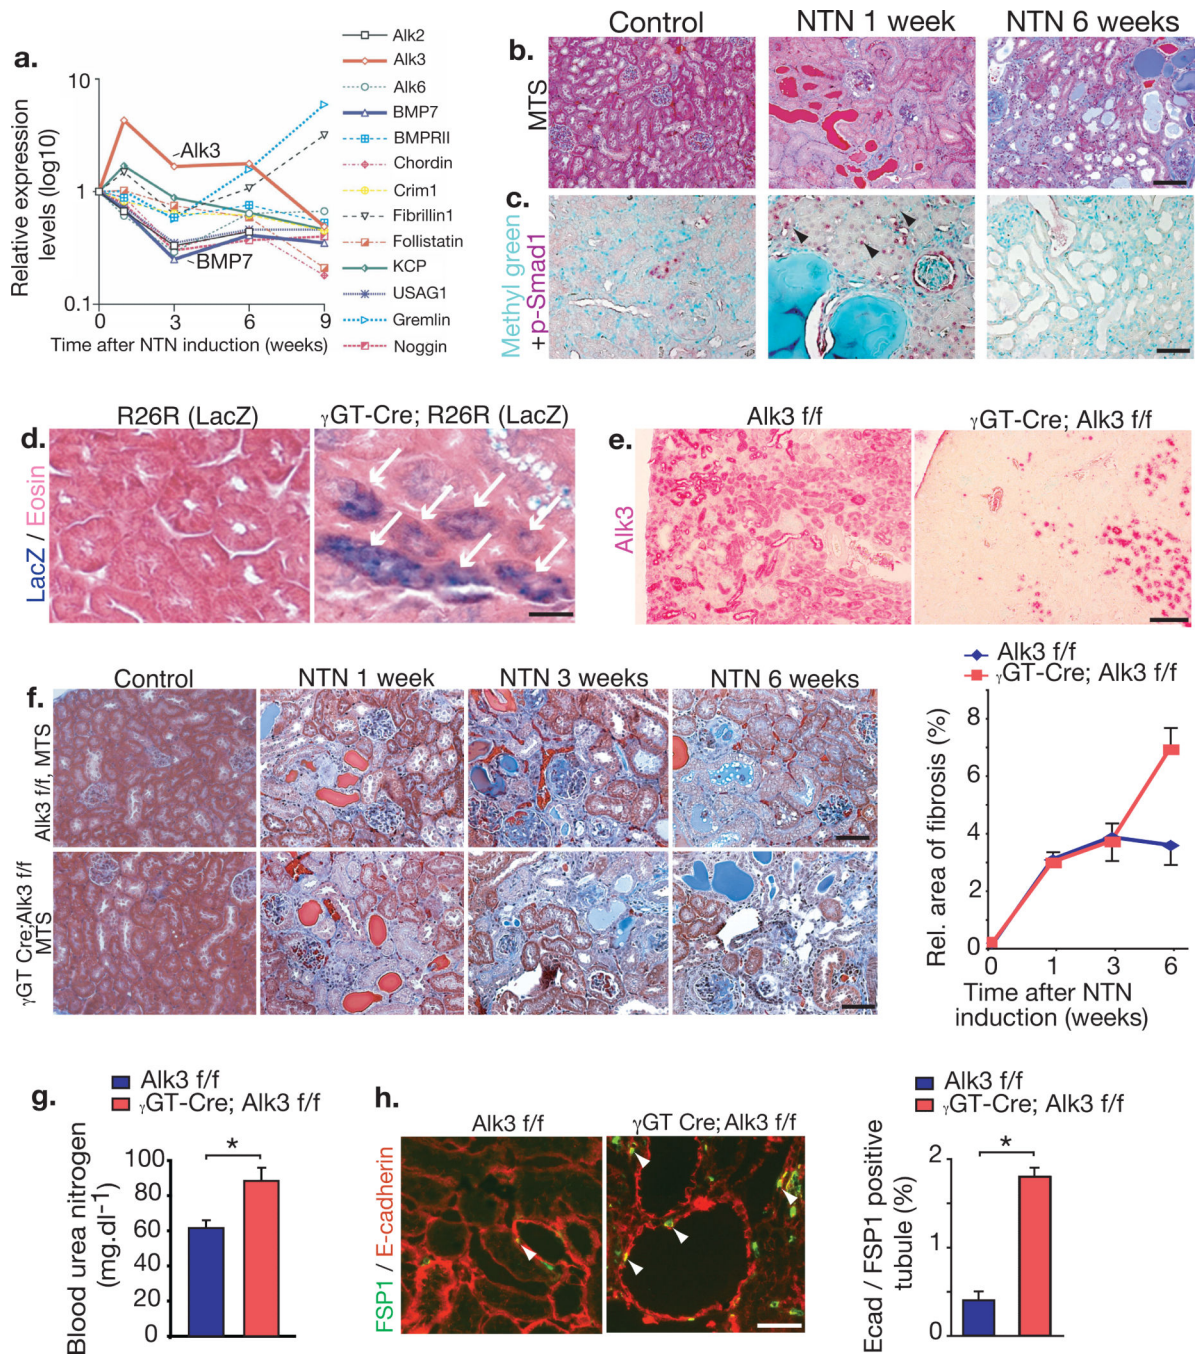 a.
Relative expression
levels (log10)
10
1
0.1
Alk3
BMP7
0
3
6
9
Time after NTN induction (weeks)
Alk2
Alk3
Alk6
BMP7
BMPRII
Chordin
Crim1
Fibrillin1
Follistatin
KCP
USAG1
Gremlin
Noggin
Control
NTN 1 week
NTN 6 weeks
b.
MTS
c.
Methyl green
+ p-Smad1
R26R (LacZ)
γGT-Cre; R26R (LacZ)
d.
LacZ / Eosin
Alk3 f/f
γGT-Cre; Alk3 f/f
e.
Alk3
f.
Control
NTN 1 week
NTN 3 weeks
NTN 6 weeks
Alk3 f/f, MTS
γGT Cre;Alk3 f/f
MTS
Alk3 f/f
γGT-Cre; Alk3 f/f
Rel. area of fibrosis (%)
8
6
4
2
0
0
1
3
6
Time after NTN
induction (weeks)
g.
Alk3 f/f
γGT-Cre; Alk3 f/f
Blood urea nitrogen
(mg.dl⁻¹)
100
80
60
40
20
0
*
h.
Alk3 f/f
γGT Cre; Alk3 f/f
FSP1 / E-cadherin
Alk3 f/f
γGT-Cre; Alk3 f/f
Ecad / FSP1 positive
tubule (%)
2
1
0
*